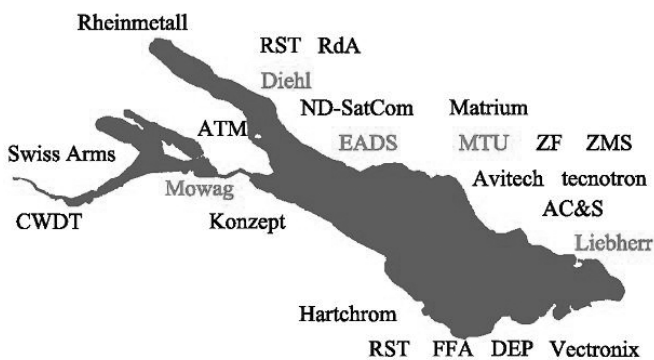 Rheinmetall
RST RdA
Diehl
ND-SatCom Matrium
ATM EADS MTU ZF ZMS
Swiss Arms
Mowag Avitech tecnotron
CWDT Konzept AC&S
Liebherr
Hartchrom
RST FFA DEP Vectronix